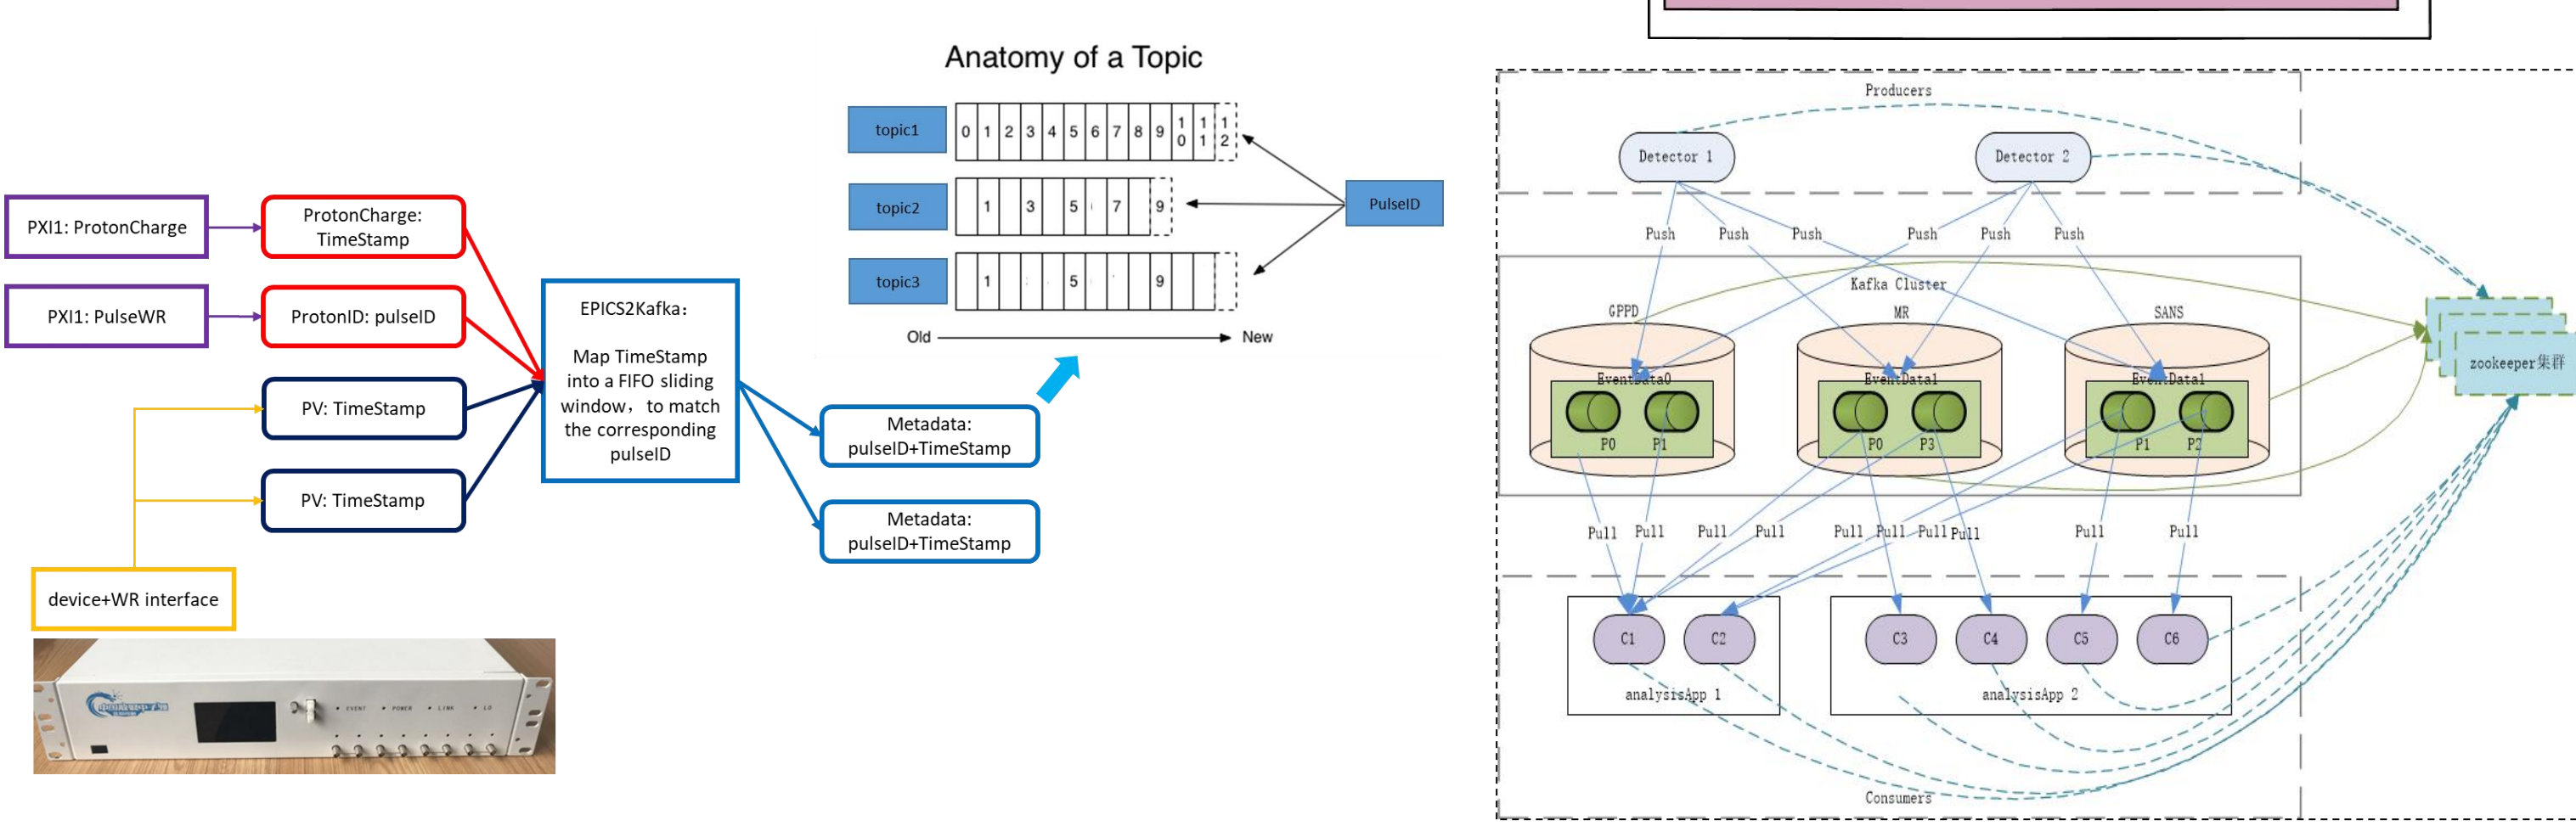 PXI1: ProtonCharge
ProtonCharge:
TimeStamp
PXI1: PulseWR
ProtonID: pulseID
PV: TimeStamp
PV: TimeStamp
device+WR interface
EVENT
POWER
LINK
EPICS2Kafka：
Map TimeStamp
into a FIFO sliding
window， to match
the corresponding
pulseID
Metadata:
pulseID+TimeStamp
Metadata:
pulseID+TimeStamp
Anatomy of a Topic
topic1
0 1 2 3 4 5 6 7 8 9 10 11 12
topic2
1 3 5 7 9
topic3
1 5 9
Old
New
PulseID
Producers
Detector 1
Detector 2
Push
Push
Push
Push
Push
Push
Kafka Cluster
GPPD
MR
SANS
EventData0
EventData1
EventData1
P0
P1
P0
P3
P1
P2
zookeeper集群
Pull
Pull
Pull
Pull
Pull
Pull
Pull
Pull
Pull
Pull
C1
C2
C3
C4
C5
C6
analysisApp 1
analysisApp 2
Consumers